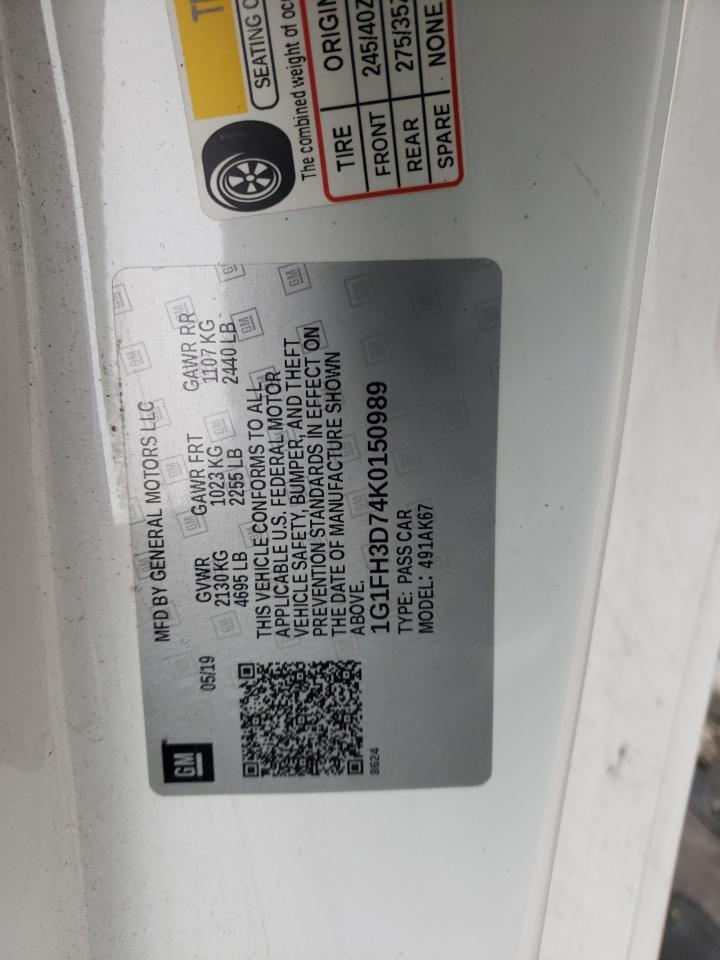 GM
MFD BY GENERAL MOTORS LLC
05/19
GVWR GAWR FRT GAWR RR
2130 KG 1023 KG 1107 KG
4695 LB 2255 LB 2440 LB
THIS VEHICLE CONFORMS TO ALL
APPLICABLE U.S. FEDERAL MOTOR
VEHICLE SAFETY, BUMPER, AND THEFT
PREVENTION STANDARDS IN EFFECT ON
THE DATE OF MANUFACTURE SHOWN
ABOVE.
1G1FH3D74K0150989
TYPE: PASS CAR
MODEL: 491AK67
8624
SEATING
The combined weight of
TIRE
FRONT 245/40Z
REAR 275/35Z
SPARE NONE